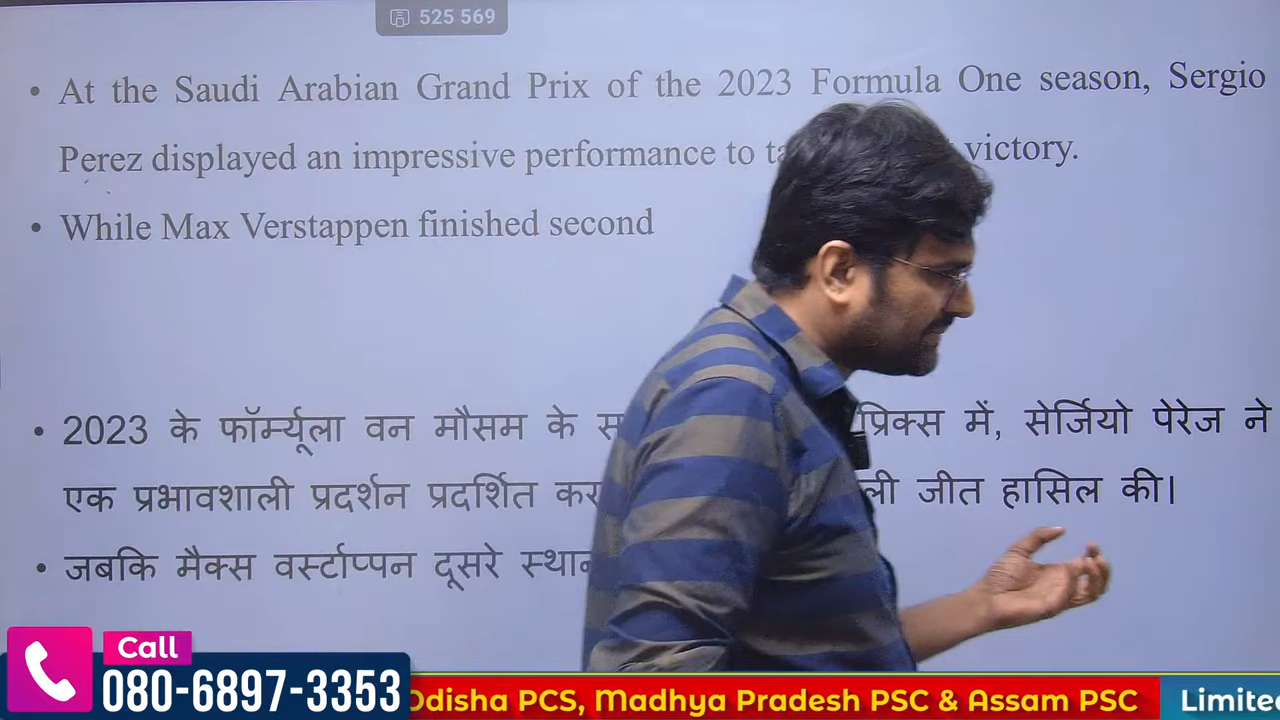 525 569
• At the Saudi Arabian Grand Prix of the 2023 Formula One season, Sergio
Perez displayed an impressive performance to victory.
• While Max Verstappen finished second
• 2023 के फॉर्म्यूला वन मौसम के प्रिक्स में, सेर्जियो पेरेज ने
एक प्रभावशाली प्रदर्शन प्रदर्शित कर ली जीत हासिल की।
• जबकि मैक्स वर्स्टाप्पन दूसरे
Call
080-6897-3353
Odisha PCS, Madhya Pradesh PSC & Assam PSC
Limite